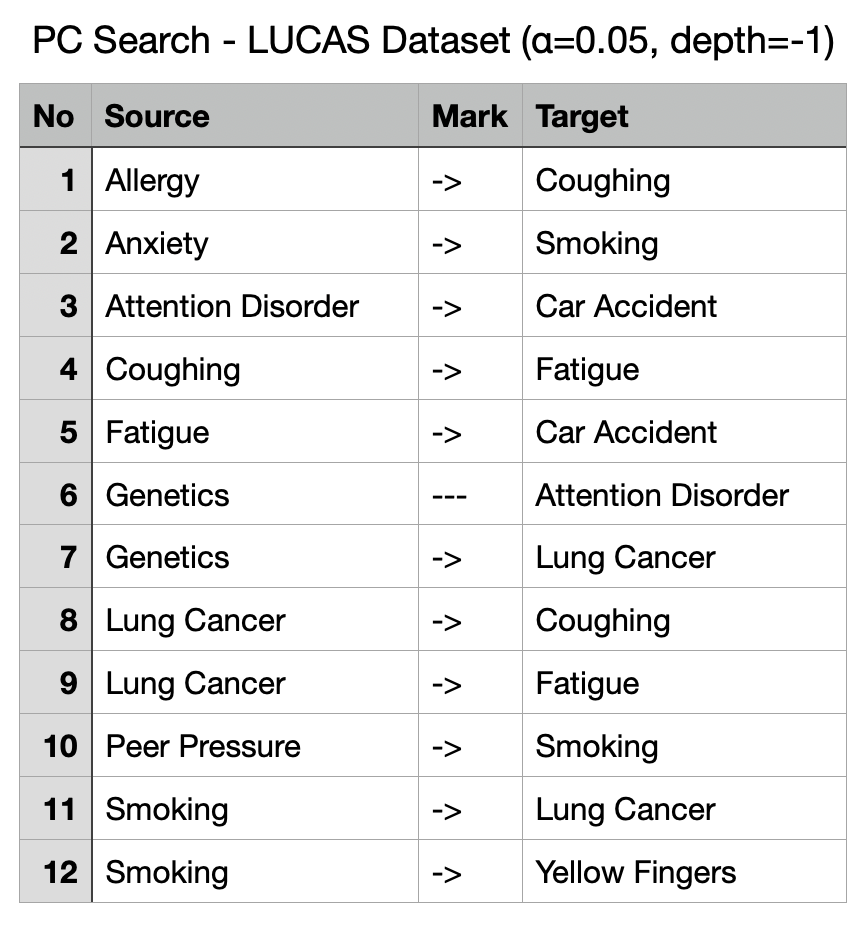 PC Search - LUCAS Dataset (α=0.05, depth=-1)
No Source Mark Target
1 Allergy -> Coughing
2 Anxiety -> Smoking
3 Attention Disorder -> Car Accident
4 Coughing -> Fatigue
5 Fatigue -> Car Accident
6 Genetics --- Attention Disorder
7 Genetics -> Lung Cancer
8 Lung Cancer -> Coughing
9 Lung Cancer -> Fatigue
10 Peer Pressure -> Smoking
11 Smoking -> Lung Cancer
12 Smoking -> Yellow Fingers